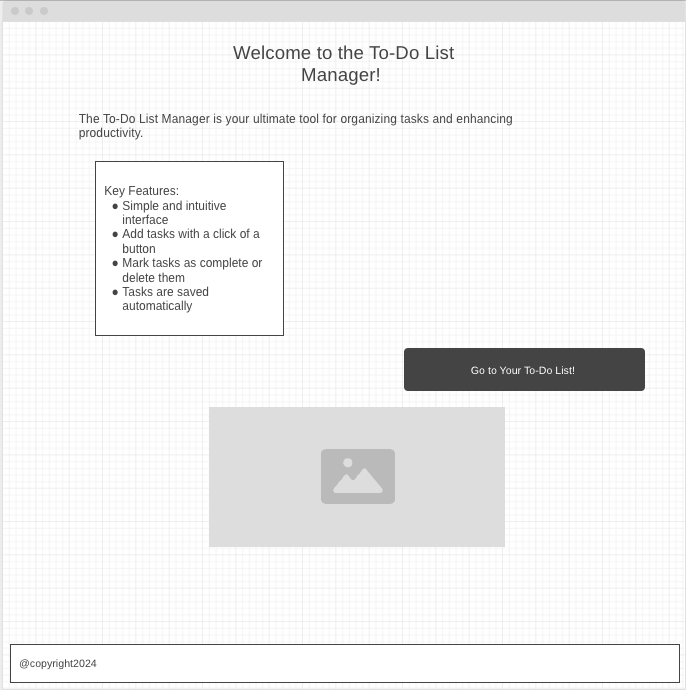 Welcome to the To-Do List
Manager!
The To-Do List Manager is your ultimate tool for organizing tasks and enhancing
productivity.
Key Features:
● Simple and intuitive
interface
● Add tasks with a click of a
button
● Mark tasks as complete or
delete them
● Tasks are saved
automatically
Go to Your To-Do List!
@copyright2024